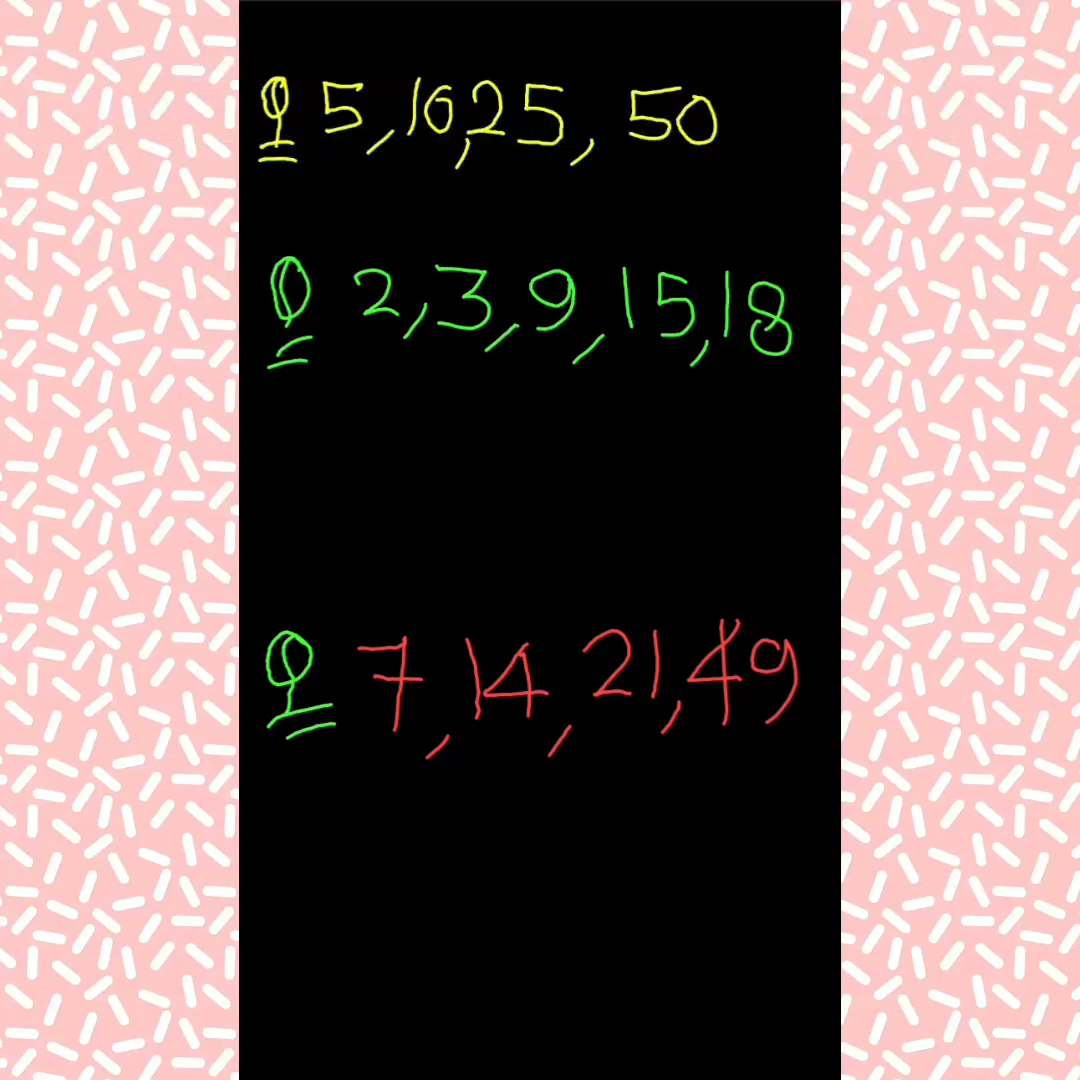 Q 5, 10, 25, 50
Q 2, 3, 9, 15, 18
Q 7, 14, 21, 49